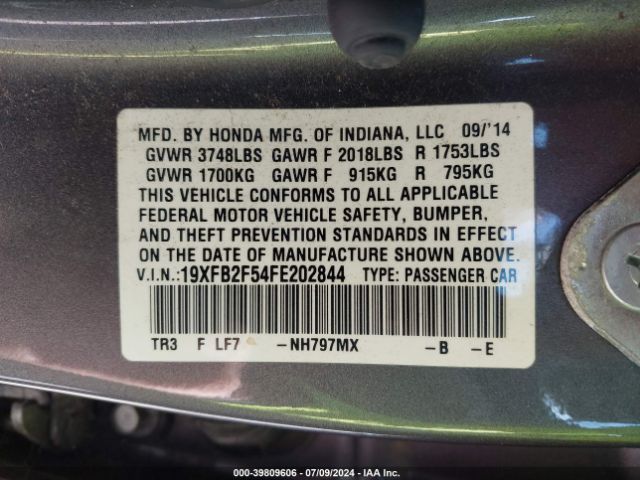 MFD. BY HONDA MFG. OF INDIANA, LLC 09/'14
GVWR 3748LBS GAWR F 2018LBS R 1753LBS
GVWR 1700KG GAWR F 915KG R 795KG
THIS VEHICLE CONFORMS TO ALL APPLICABLE
FEDERAL MOTOR VEHICLE SAFETY, BUMPER,
AND THEFT PREVENTION STANDARDS IN EFFECT
ON THE DATE OF MANUFACTURE SHOWN ABOVE.
V.I.N.:19XFB2F54FE202844 TYPE: PASSENGER CAR
TR3 F LF7 -NH797MX -B -E
000-39809606 / 07/09/2024 ... IAA Inc.